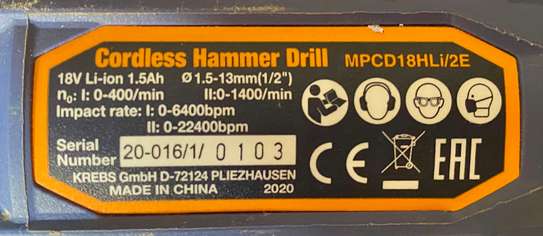 Cordless Hammer Drill MPCD18HLi/2E
18V Li-ion 1.5Ah Ø1.5-13mm(1/2")
n₀: I: 0-400/min II:0-1400/min
Impact rate: I: 0-6400bpm
II: 0-22400bpm
Serial
Number 20-016/1/ 0103
KREBS GmbH D-72124 PLIEZHAUSEN
MADE IN CHINA 2020
CE
EAC